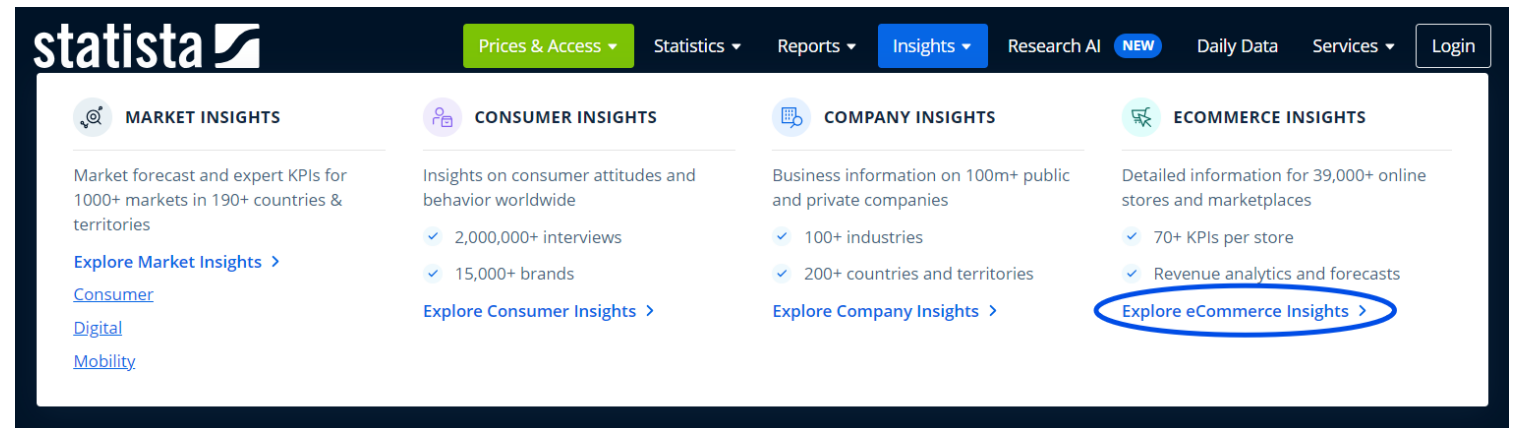 statista
Prices & Access
Statistics
Reports
Insights
Research AI NEW
Daily Data
Services
Login
MARKET INSIGHTS
Market forecast and expert KPIs for
1000+ markets in 190+ countries &
territories
Explore Market Insights
Consumer
Digital
Mobility
CONSUMER INSIGHTS
Insights on consumer attitudes and
behavior worldwide
2,000,000+ interviews
15,000+ brands
Explore Consumer Insights
COMPANY INSIGHTS
Business information on 100m+ public
and private companies
100+ industries
200+ countries and territories
Explore Company Insights
ECOMMERCE INSIGHTS
Detailed information for 39,000+ online
stores and marketplaces
70+ KPIs per store
Revenue analytics and forecasts
Explore eCommerce Insights